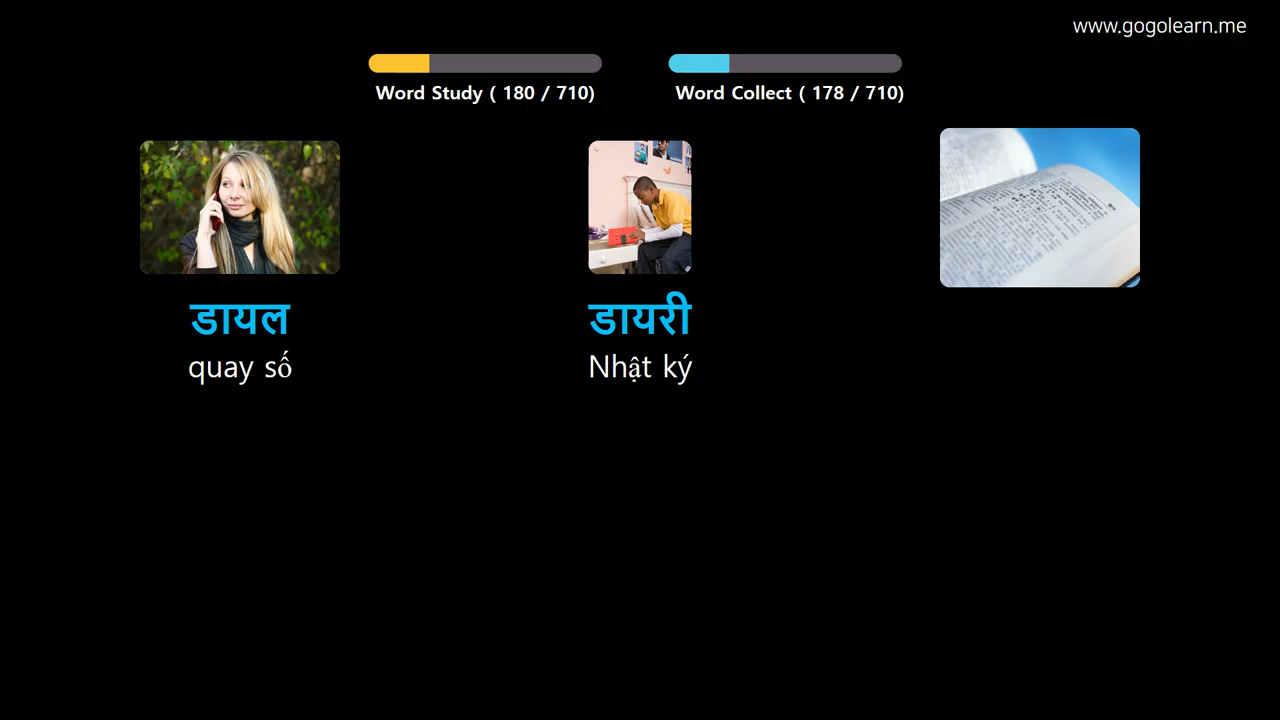 www.gogolearn.me
Word Study ( 180 / 710)
Word Collect ( 178 / 710)
डायल
quay số
डायरी
Nhật ký